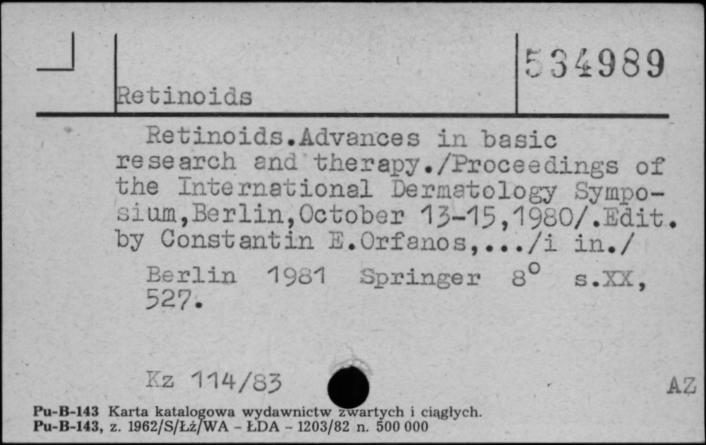 534989
Retinoids
Retinoids.Advances in basic
research and therapy./Proceedings of
the International Dermatology Sympo-
sium,Berlin,October 13-15,1980/.Edit.
by Constantin E.Orfanos,.../i in./
Berlin 1981 Springer 8° s.XX,
527.
Kz 114/83
AZ
Pu-B-143 Karta katalogowa wydawnictw zwartych i ciągłych.
Pu-B-143, z. 1962/S/Łż/WA - ŁDA - 1203/82 n. 500 000